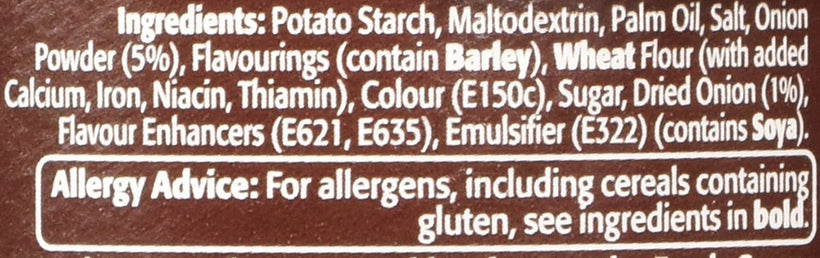 Ingredients: Potato Starch, Maltodextrin, Palm Oil, Salt, Onion
Powder (5%), Flavourings (contain Barley), Wheat Flour (with added
Calcium, Iron, Niacin, Thiamin), Colour (E150c), Sugar, Dried Onion (1%),
Flavour Enhancers (E621, E635), Emulsifier (E322) (contains Soya).
Allergy Advice: For allergens, including cereals containing
gluten, see ingredients in bold.